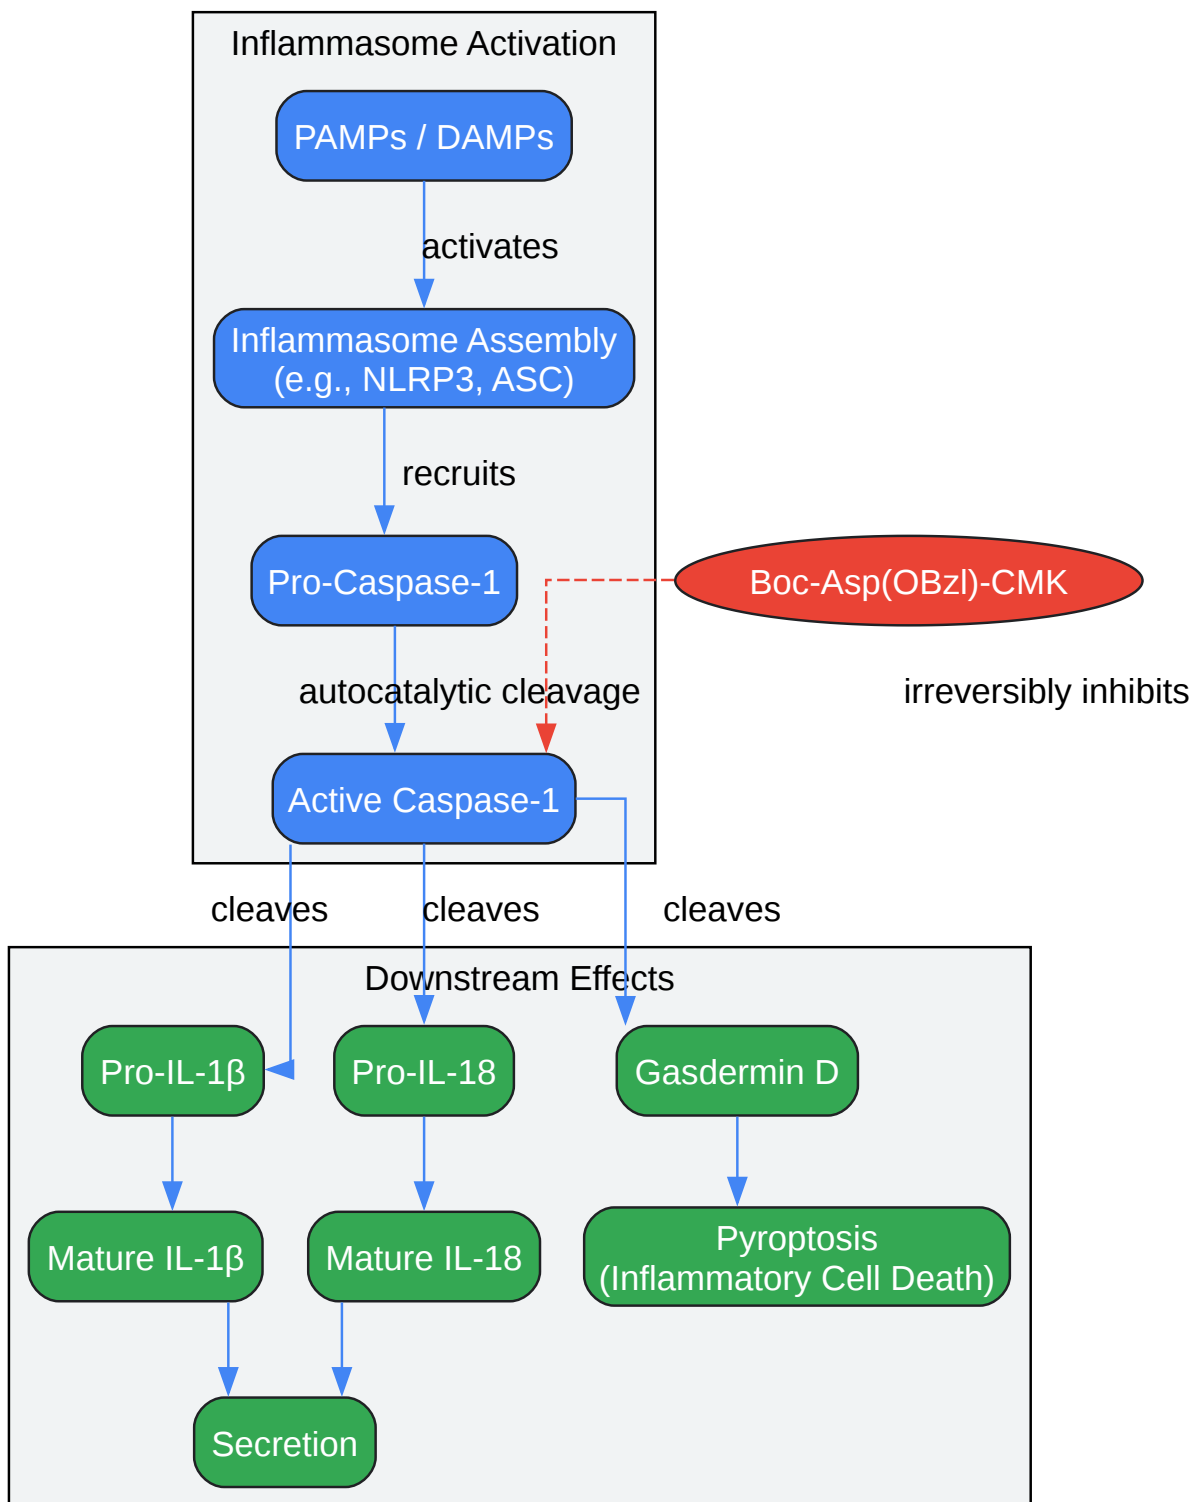 Inflammasome Activation
PAMPs / DAMPs
activates
Inflammasome Assembly
(e.g., NLRP3, ASC)
recruits
Pro-Caspase-1
Boc-Asp(OBzl)-CMK
autocatalytic cleavage
irreversibly inhibits
Active Caspase-1
cleaves
cleaves
cleaves
Downstream Effects
Pro-IL-1β
Pro-IL-18
Gasdermin D
Mature IL-1β
Mature IL-18
Pyroptosis
(Inflammatory Cell Death)
Secretion